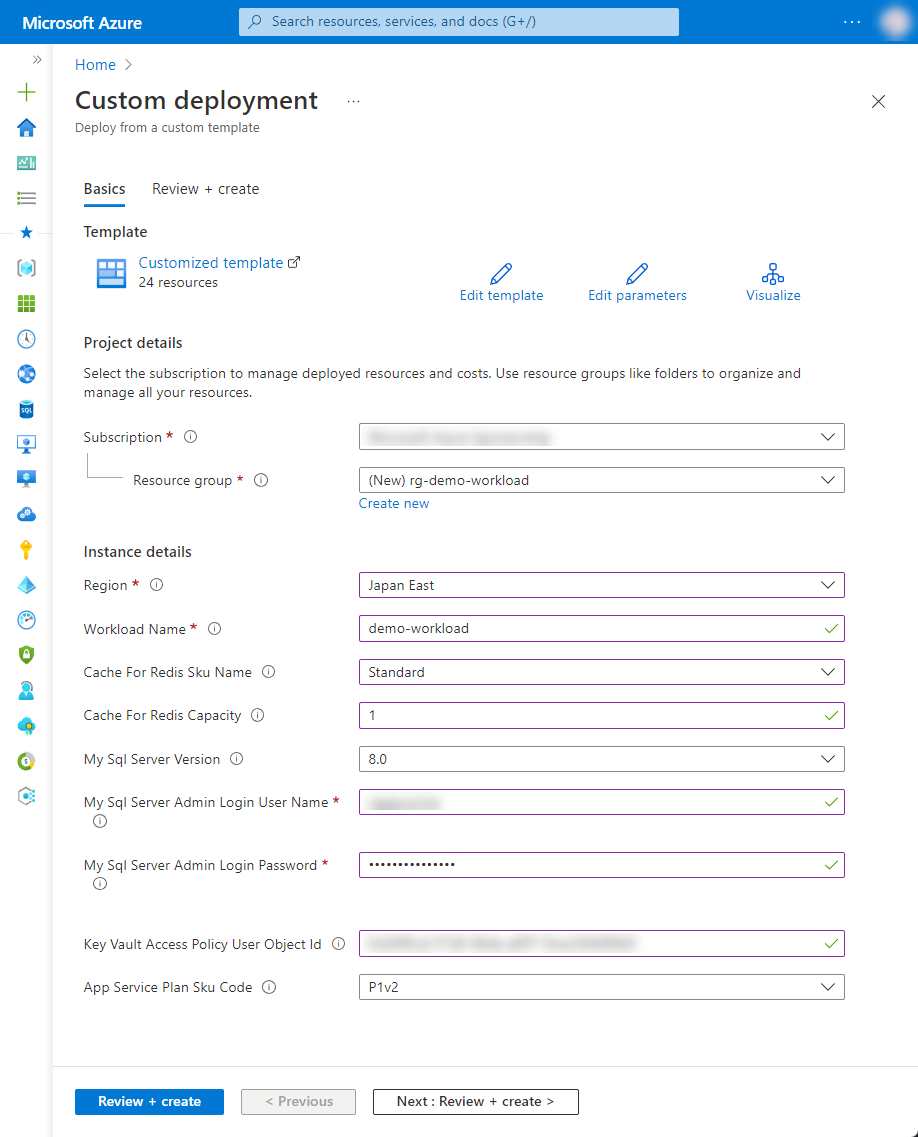 Microsoft Azure
Search resources, services, and docs (G+/)
Home
Custom deployment
Deploy from a custom template
Basics
Review + create
Template
Customized template
24 resources
Edit template
Edit parameters
Visualize
Project details
Select the subscription to manage deployed resources and costs. Use resource groups like folders to organize and
manage all your resources.
Subscription *
Resource group *
(New) rg-demo-workload
Create new
Instance details
Region *
Japan East
Workload Name *
demo-workload
Cache For Redis Sku Name
Standard
Cache For Redis Capacity
1
My Sql Server Version
8.0
My Sql Server Admin Login User Name *
My Sql Server Admin Login Password *
•••••••••••••••
Key Vault Access Policy User Object Id
App Service Plan Sku Code
P1v2
Review + create
< Previous
Next : Review + create >